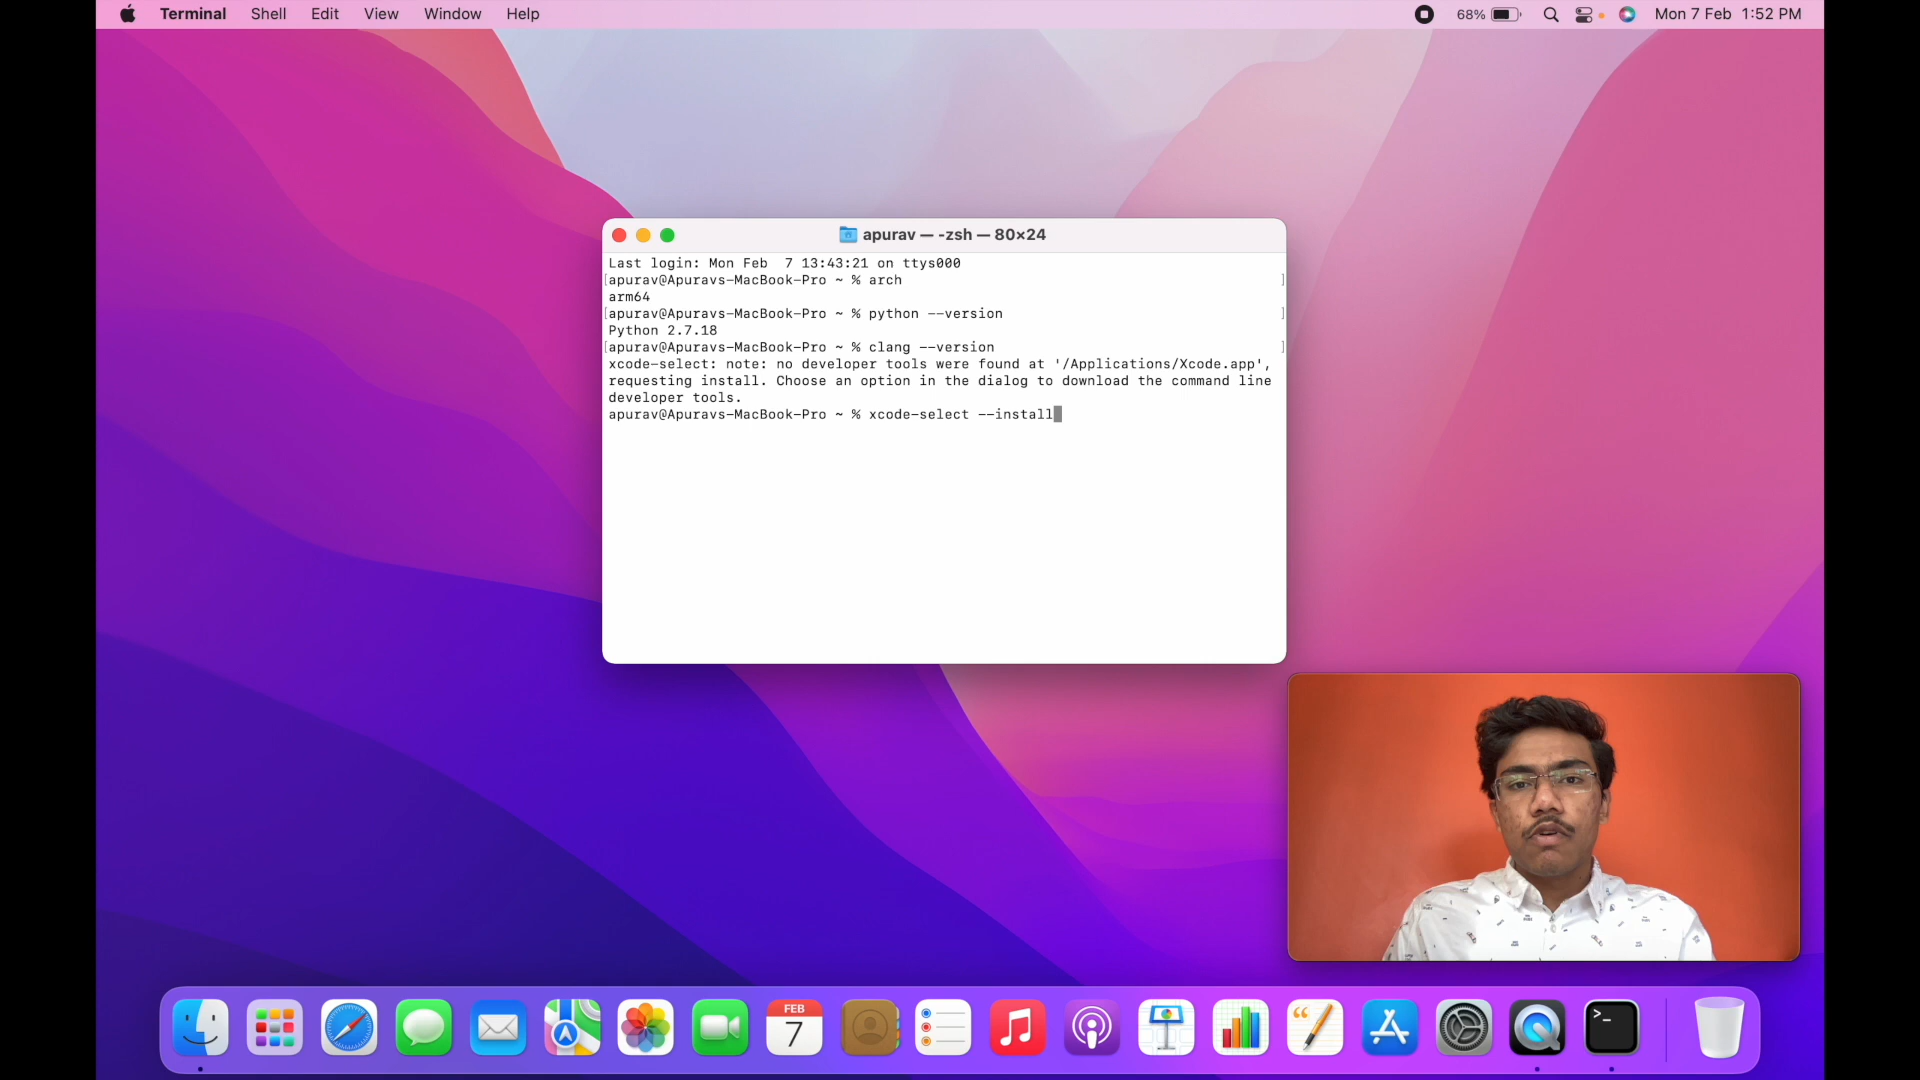 Terminal Shell Edit View Window Help 68% Mon 7 Feb 1:52 PM
apurav — -zsh — 80×24
Last login: Mon Feb  7 13:43:21 on ttys000
[apurav@Apuravs-MacBook-Pro ~ % arch ]
arm64
[apurav@Apuravs-MacBook-Pro ~ % python --version ]
Python 2.7.18
[apurav@Apuravs-MacBook-Pro ~ % clang --version ]
xcode-select: note: no developer tools were found at '/Applications/Xcode.app',
requesting install. Choose an option in the dialog to download the command line
developer tools.
apurav@Apuravs-MacBook-Pro ~ % xcode-select --install
FEB
7
>_